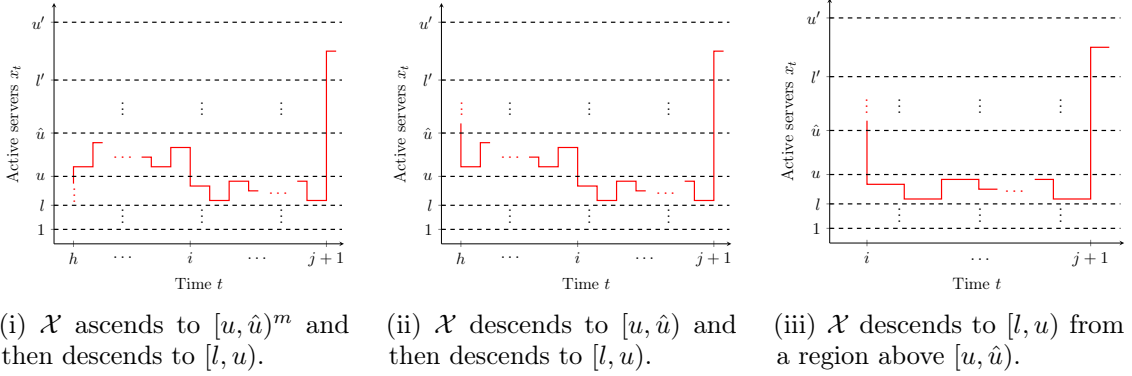 u′
l′
û
u
l
1
Active servers x_t
h ⋯ i ⋯ j + 1
Time t
u′
l′
û
u
l
1
Active servers x_t
h ⋯ i ⋯ j + 1
Time t
u′
l′
û
u
l
1
Active servers x_t
i ⋯ j + 1
Time t
(i) 𝒳 ascends to [u, û)^m and
then descends to [l, u).
(ii) 𝒳 descends to [u, û) and
then descends to [l, u).
(iii) 𝒳 descends to [l, u) from
a region above [u, û).